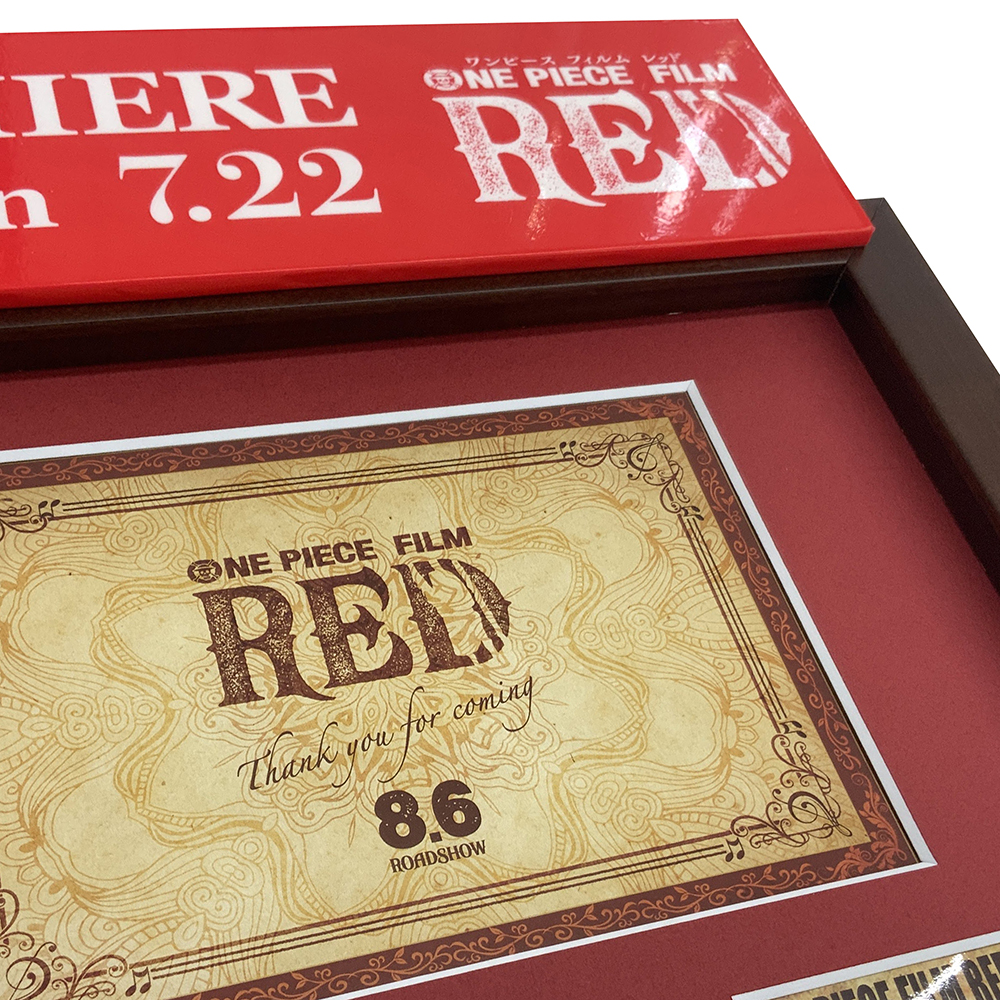 ワンピース フィルム レッド
ONE PIECE FILM
RED
7.22
ONE PIECE FILM
RED
Thank you for coming
8.6
ROADSHOW